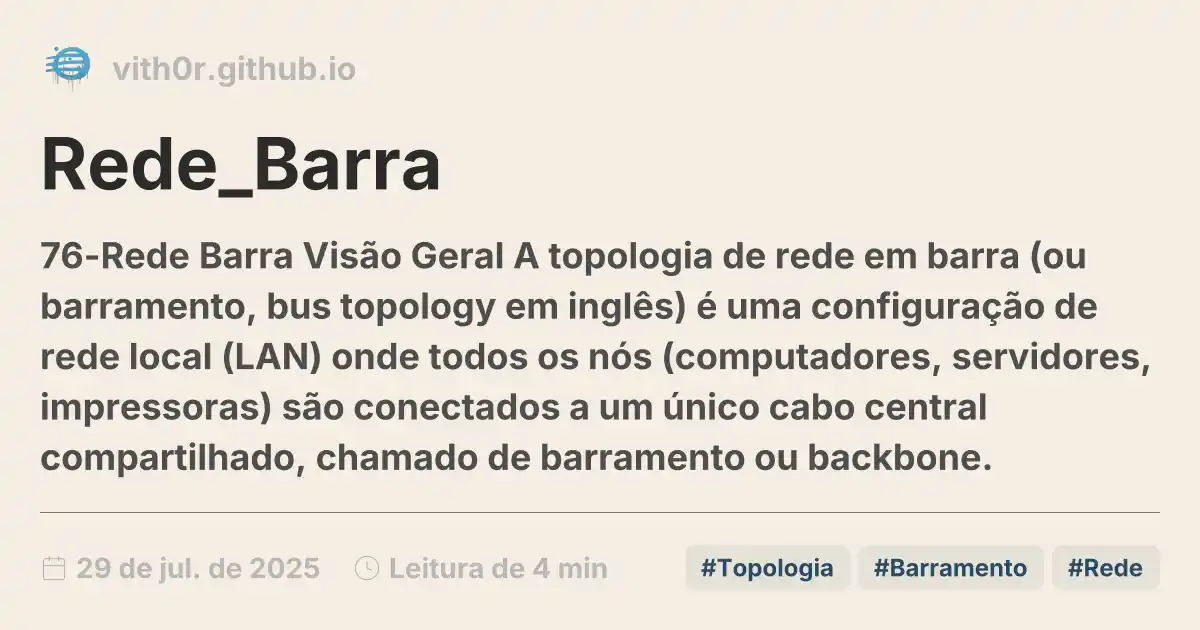 vith0r.github.io
Rede_Barra
76-Rede Barra Visão Geral A topologia de rede em barra (ou
barramento, bus topology em inglês) é uma configuração de
rede local (LAN) onde todos os nós (computadores, servidores,
impressoras) são conectados a um único cabo central
compartilhado, chamado de barramento ou backbone.
29 de jul. de 2025 Leitura de 4 min #Topologia #Barramento #Rede